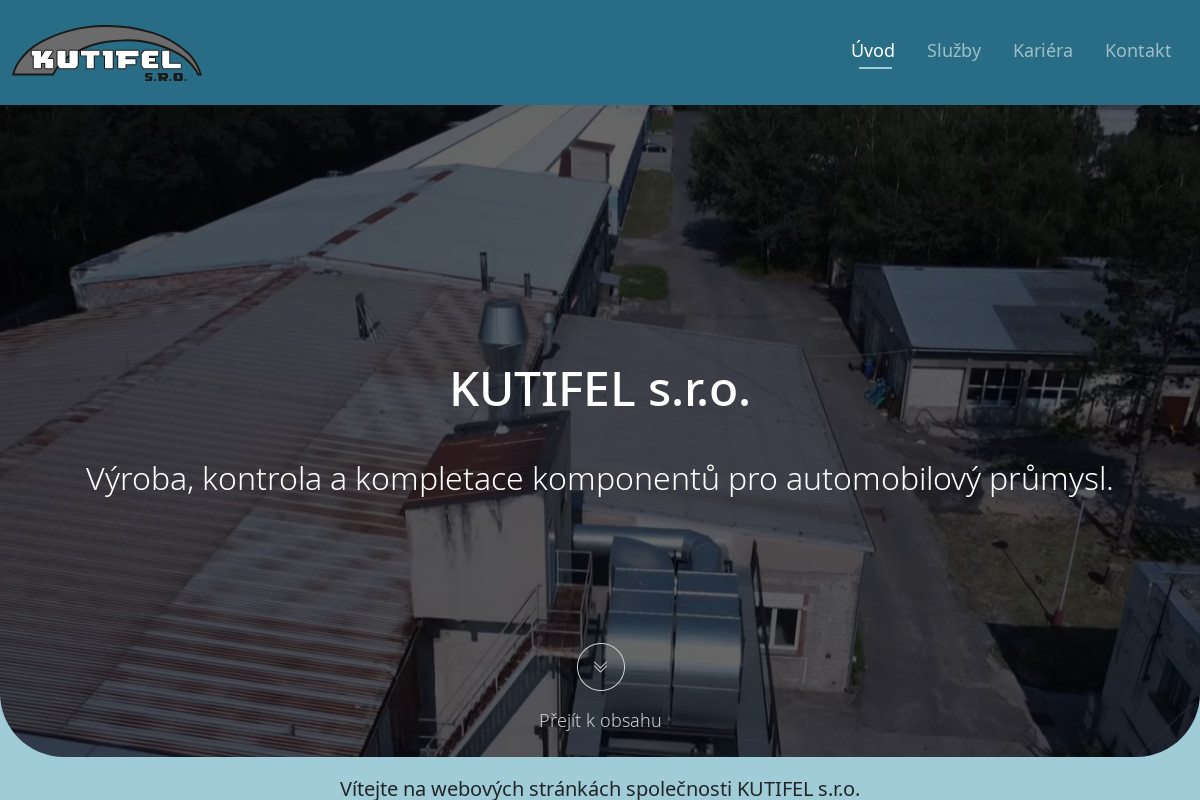 KUTIFEL
S.R.O.
Úvod
Služby
Kariéra
Kontakt
KUTIFEL s.r.o.
Výroba, kontrola a kompletace komponentů pro automobilový průmysl.
Přejít k obsahu
Vítejte na webových stránkách společnosti KUTIFEL s.r.o.